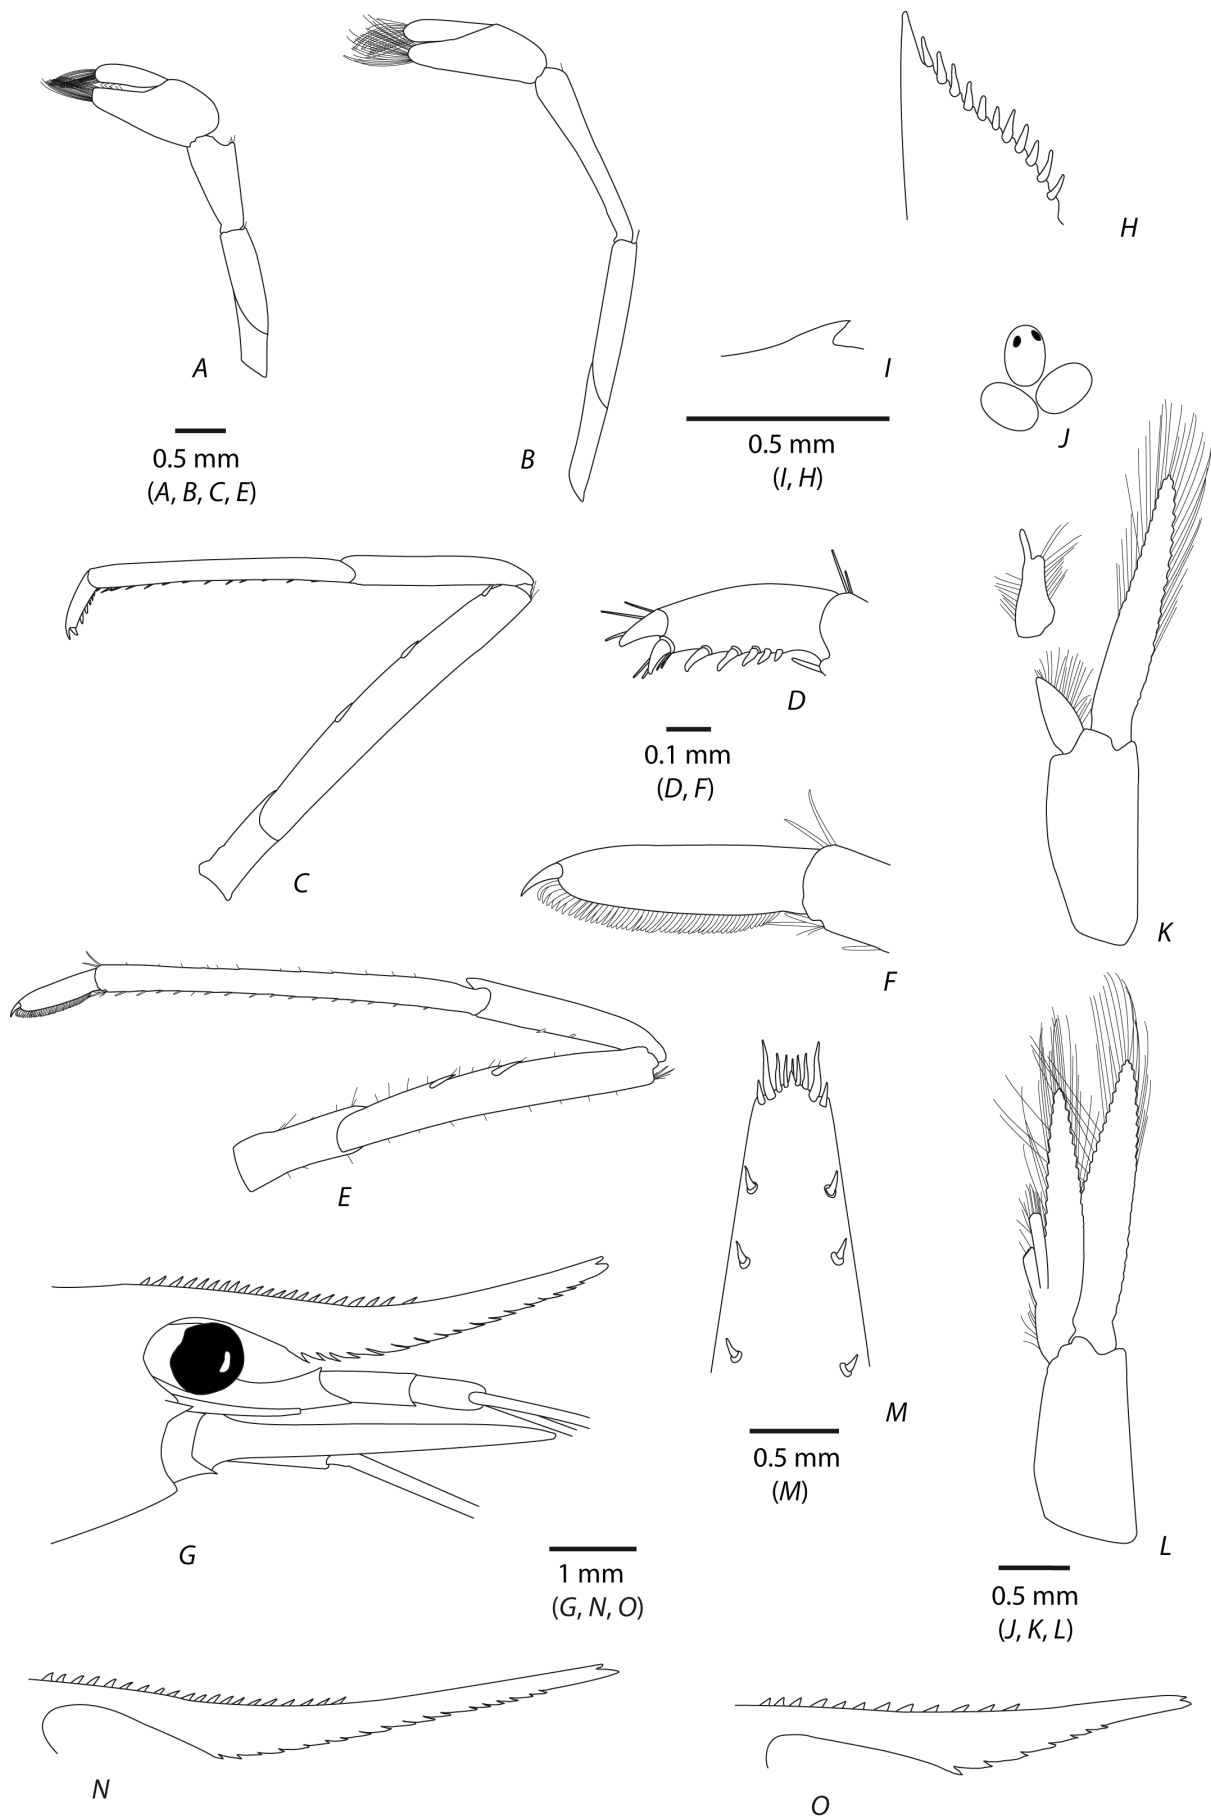 H
A
I
J
0.5 mm
(A, B, C, E)
B
0.5 mm
(I, H)
D
0.1 mm
(D, F)
C
K
F
E
M
0.5 mm
(M)
G
L
1 mm
(G, N, O)
0.5 mm
(J, K, L)
N
O